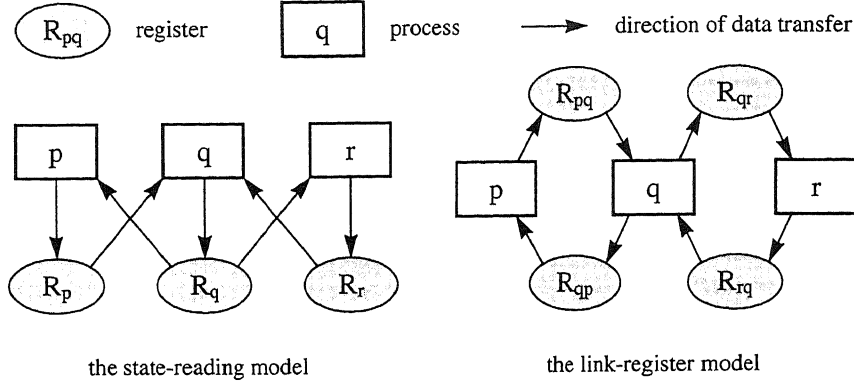 R_pq register q process direction of data transfer
R_pq R_qr
p q r
p q r
R_p R_q R_r
R_qp R_rq
the state-reading model the link-register model